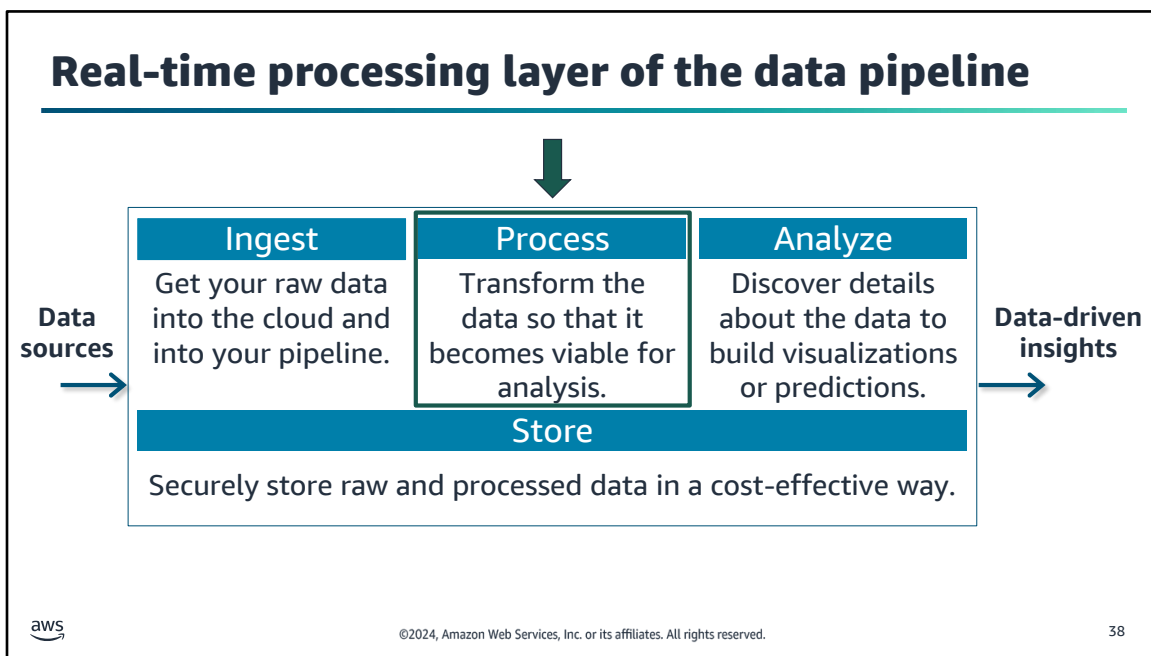 Real-time processing layer of the data pipeline
Ingest
Get your raw data
into the cloud and
into your pipeline.
Process
Transform the
data so that it
becomes viable for
analysis.
Analyze
Discover details
about the data to
build visualizations
or predictions.
Data
sources
Data-driven
insights
Store
Securely store raw and processed data in a cost-effective way.
aws
©2024, Amazon Web Services, Inc. or its affiliates. All rights reserved.
38